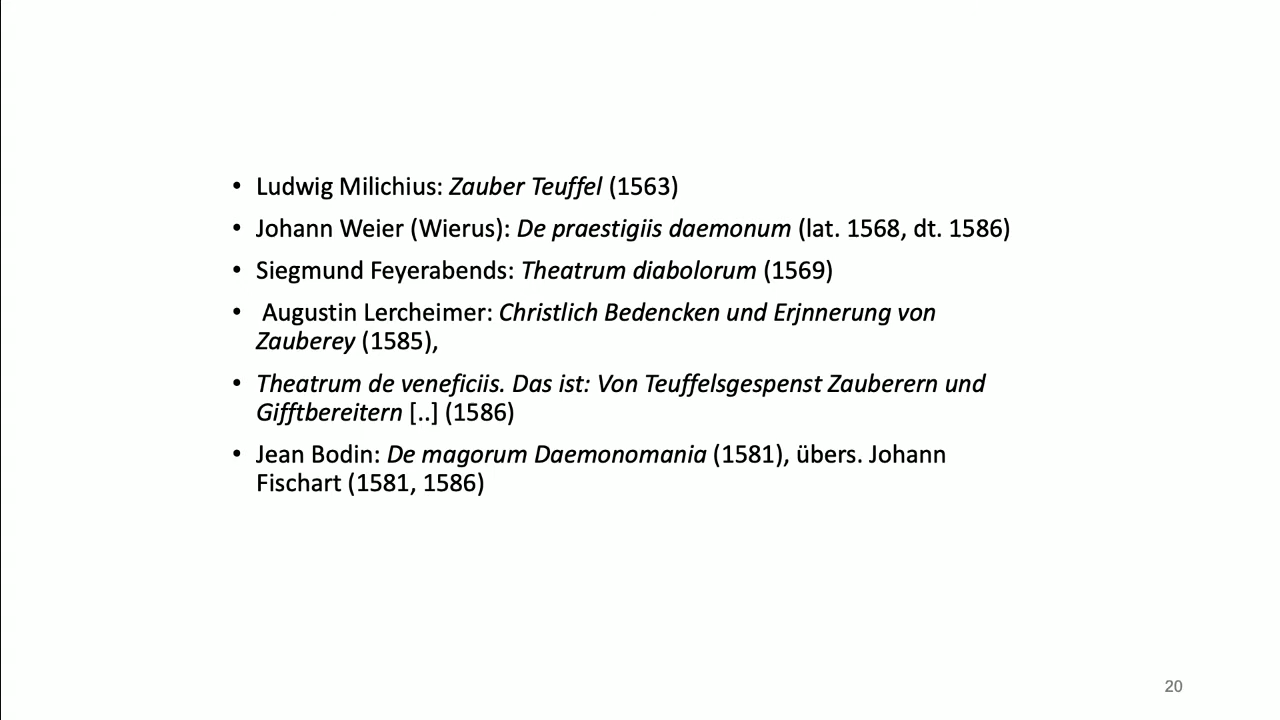 • Ludwig Milichius: Zauber Teuffel (1563)
• Johann Weier (Wierus): De praestigiis daemonum (lat. 1568, dt. 1586)
• Siegmund Feyerabends: Theatrum diabolorum (1569)
• Augustin Lercheimer: Christlich Bedencken und Erjnnerung von
Zauberey (1585),
• Theatrum de veneficiis. Das ist: Von Teuffelsgespenst Zauberern und
Gifftbereitern [..] (1586)
• Jean Bodin: De magorum Daemonomania (1581), übers. Johann
Fischart (1581, 1586)
20